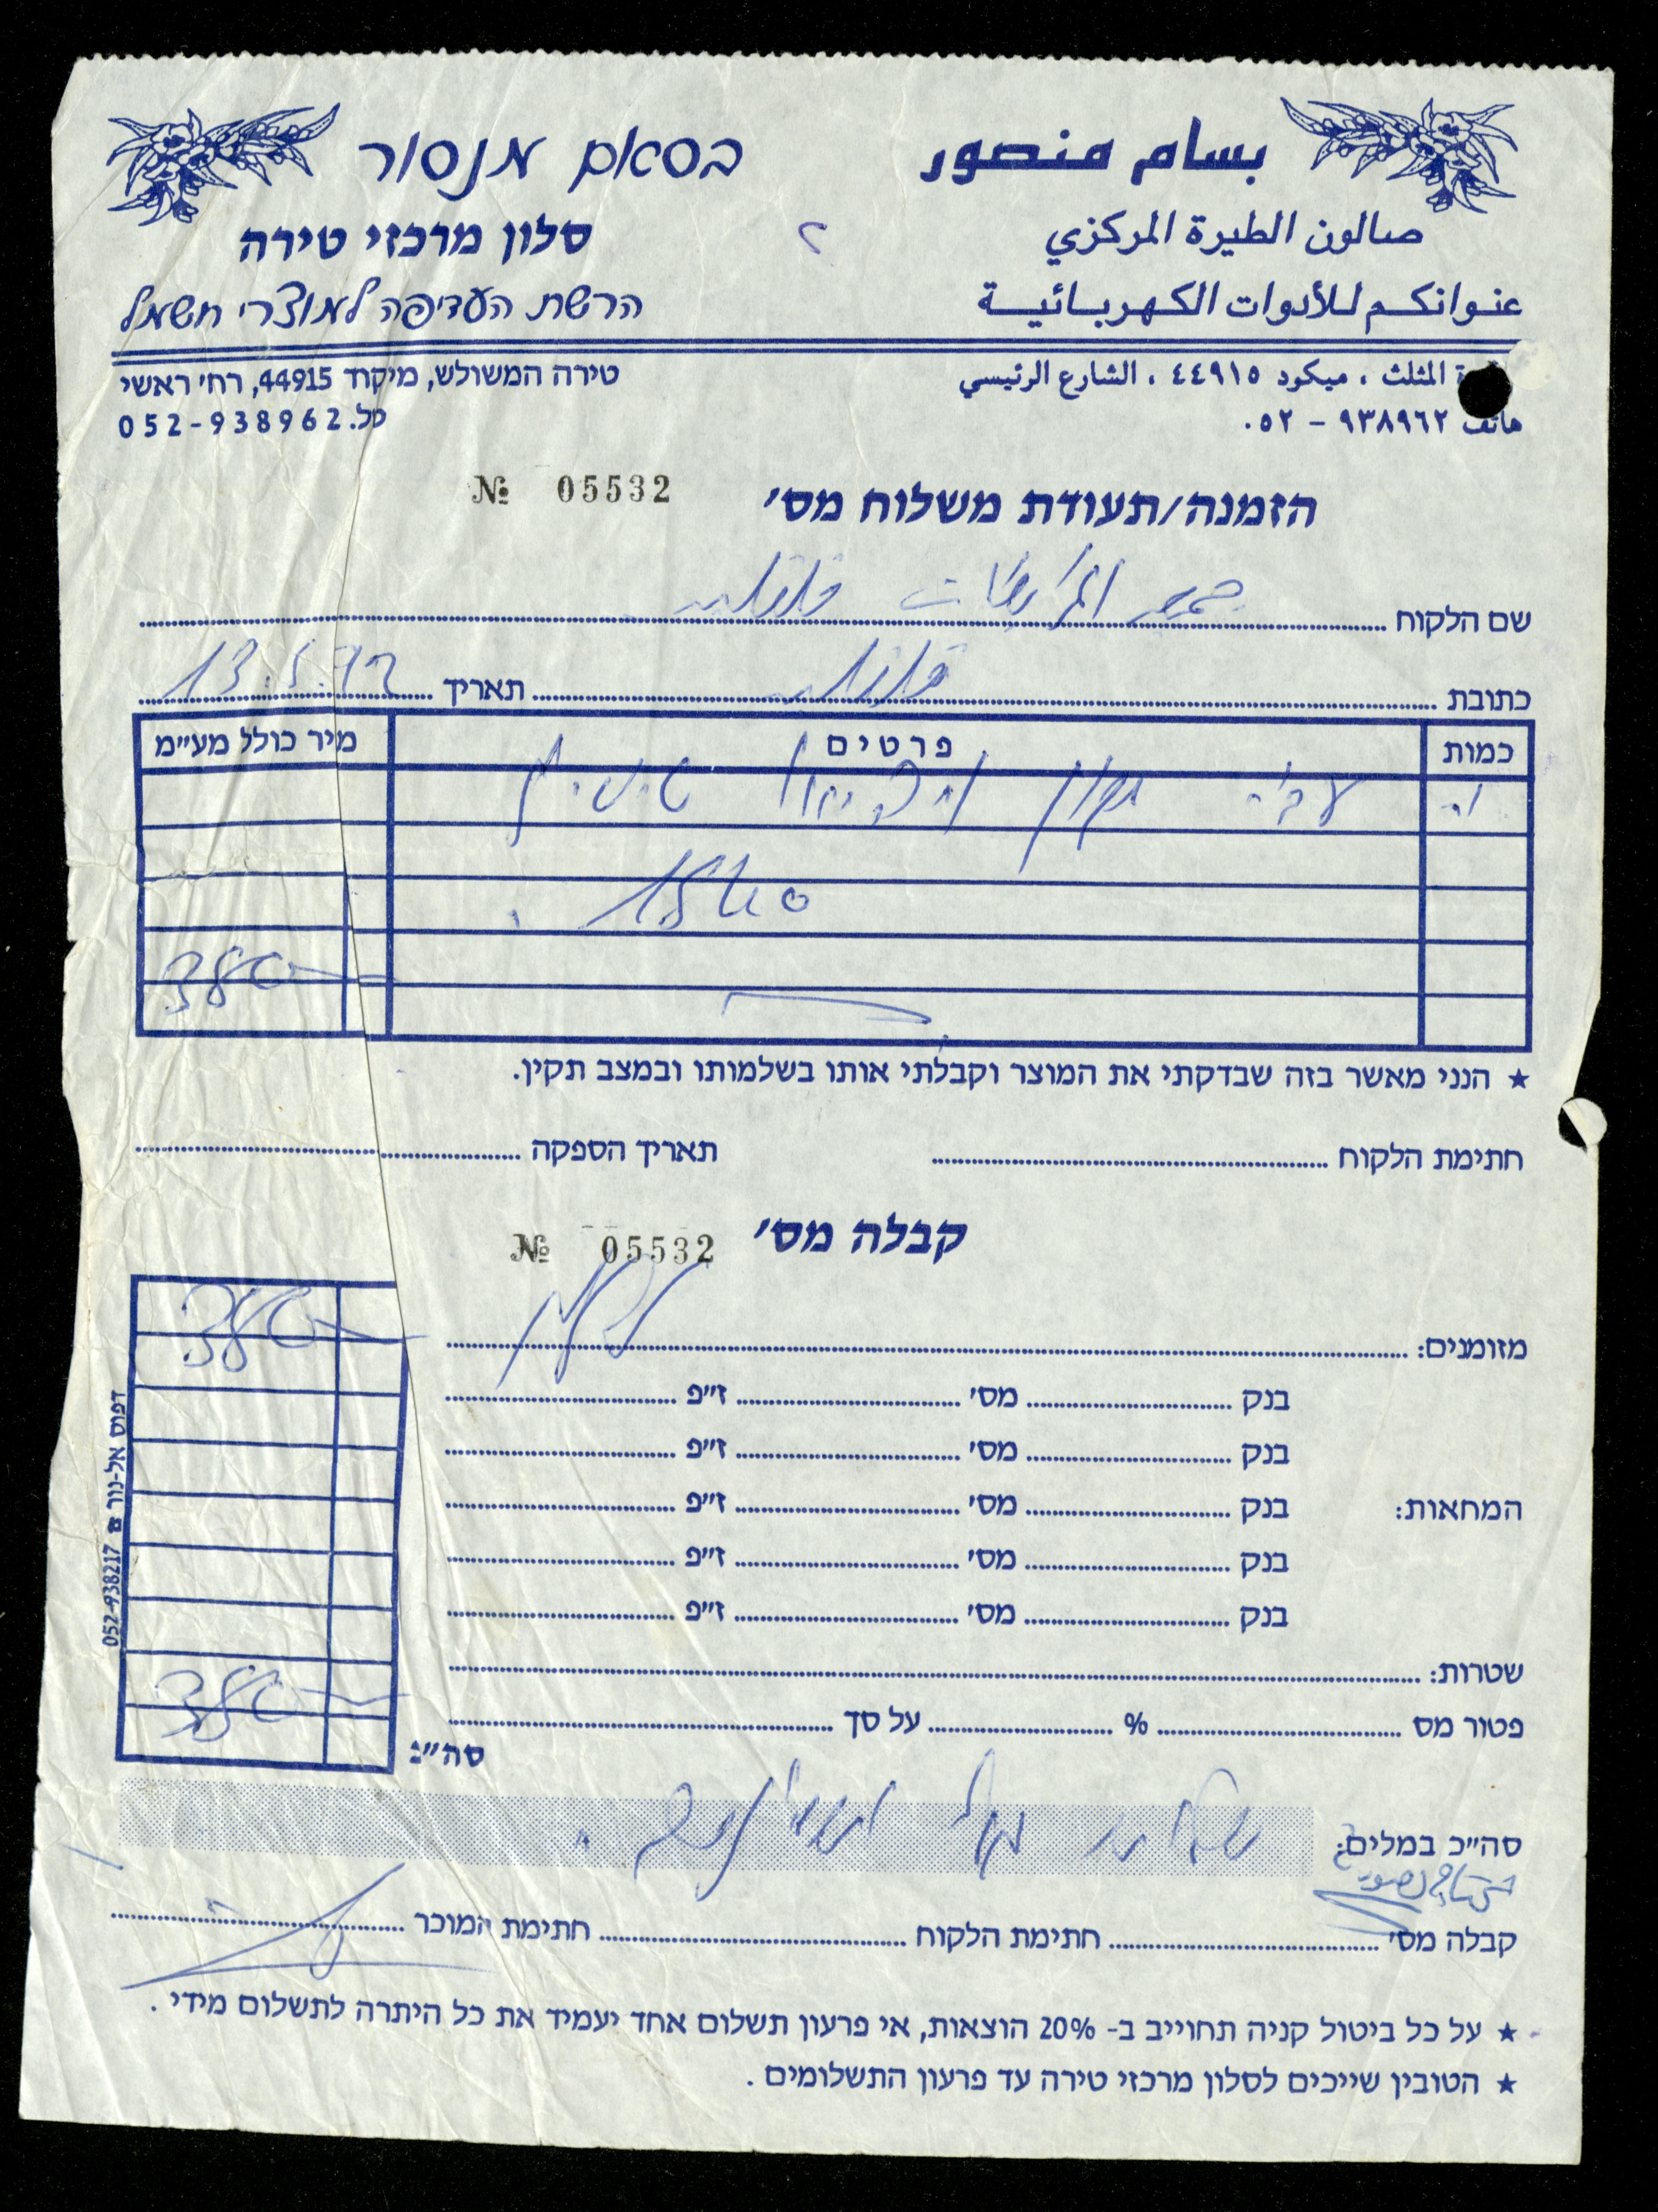 بسام منصور
בסאם מנסור
صالون الطيرة المركزي
סלון מרכזי טירה
عنوانكم للأدوات الكهربائية
הרשת העדיפה למוצרי חשמל
المثلث ، ميكود ٤٤٩١٥ ، الشارع الرئيسي
טירה המשולש, מיקוד 44915, רח' ראשי
هاتف ٩٣٨٩٦٢ - ٠٥٢
טל. 052-938962
הזמנה/תעודת משלוח מס' № 05532
שם הלקוח
כתובת תאריך
כמות פרטים מחיר כולל מע"מ
380
★ הנני מאשר בזה שבדקתי את המוצר וקבלתי אותו בשלמותו ובמצב תקין.
חתימת הלקוח תאריך הספקה
קבלה מס' № 05532
מזומנים: 380
בנק מס' ז"פ
בנק מס' ז"פ
המחאות: בנק מס' ז"פ
בנק מס' ז"פ
בנק מס' ז"פ
שטרות:
פטור מס % על סך
סה"כ 380
סה"כ במלים:
קבלה מס' חתימת הלקוח חתימת המוכר
★ על כל ביטול קניה תחוייב ב- 20% הוצאות, אי פרעון תשלום אחד יעמיד את כל היתרה לתשלום מידי.
★ הטובין שייכים לסלון מרכזי טירה עד פרעון התשלומים.
דפוס אל-נור ☎ 052-938217